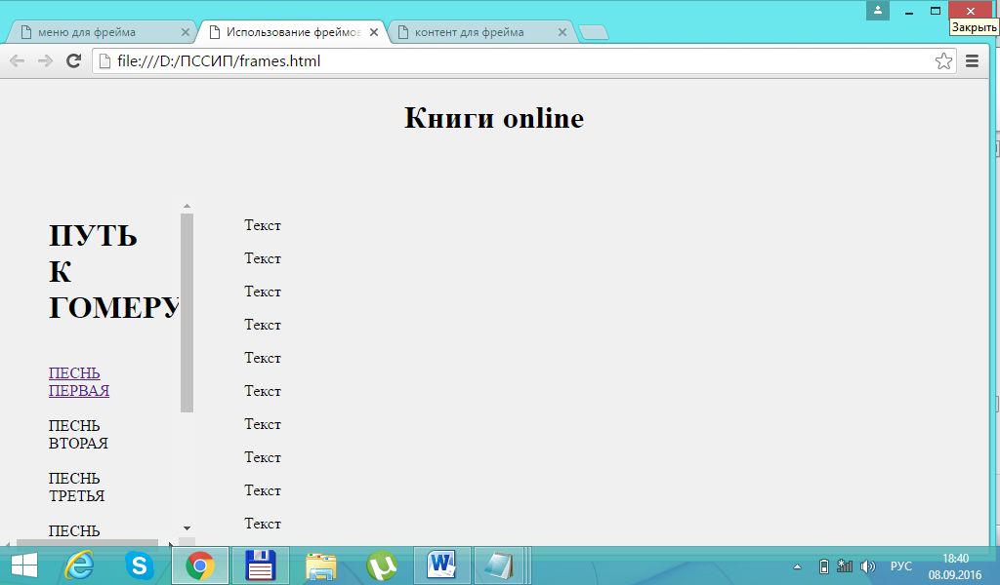 Закрыть
меню для фрейма
Использование фреймов
контент для фрейма
file:///D:/ПССИП/frames.html
Книги online
ПУТЬ
К
ГОМЕРУ
ПЕСНЬ
ПЕРВАЯ
ПЕСНЬ
ВТОРАЯ
ПЕСНЬ
ТРЕТЬЯ
ПЕСНЬ
Текст
Текст
Текст
Текст
Текст
Текст
Текст
Текст
Текст
Текст
РУС
18:40
08.09.2016